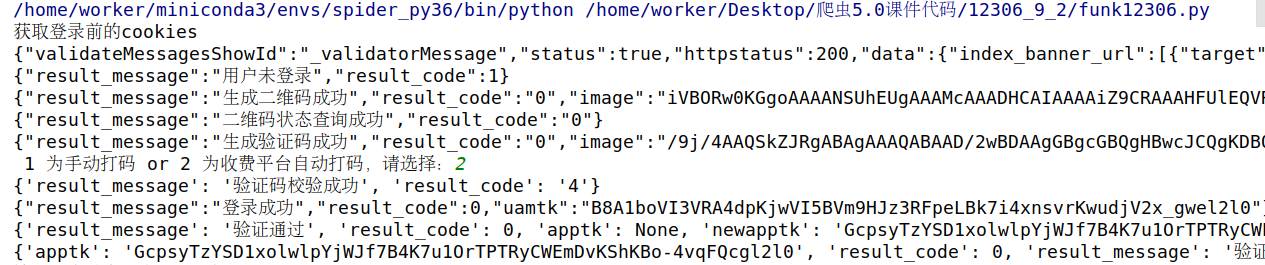 /home/worker/miniconda3/envs/spider_py36/bin/python /home/worker/Desktop/爬虫5.0课件代码/12306_9_2/funk12306.py
获取登录前的cookies
{"validateMessagesShowId":"_validatorMessage","status":true,"httpstatus":200,"data":{"index_banner_url":[{"target"
{"result_message":"用户未登录","result_code":1}
{"result_message":"生成二维码成功","result_code":"0","image":"iVBORw0KGgoAAAANSUhEUgAAAMcAAADHCAIAAAAiZ9CRAAAHFUlEQVR
{"result_message":"二维码状态查询成功","result_code":"0"}
{"result_message":"生成验证码成功","result_code":"0","image":"/9j/4AAQSkZJRgABAgAAAQABAAD/2wBDAAgGBgcGBQgHBwcJCQgKDBQ
1 为手动打码 or 2 为收费平台自动打码，请选择：2
{'result_message': '验证码校验成功', 'result_code': '4'}
{"result_message":"登录成功","result_code":0,"uamtk":"B8A1boVI3VRA4dpKjwVI5BVm9HJz3RFpeLBk7i4xnsvrKwudjV2x_gwel2l0"}
{'result_message': '验证通过', 'result_code': 0, 'apptk': None, 'newapptk': 'GcpsyTzYSD1xolwlpYjWJf7B4K7u1OrTPTRyCWE
{'apptk': 'GcpsyTzYSD1xolwlpYjWJf7B4K7u1OrTPTRyCWEmDvKShKBo-4vqFQcgl2l0', 'result_code': 0, 'result_message': '验证